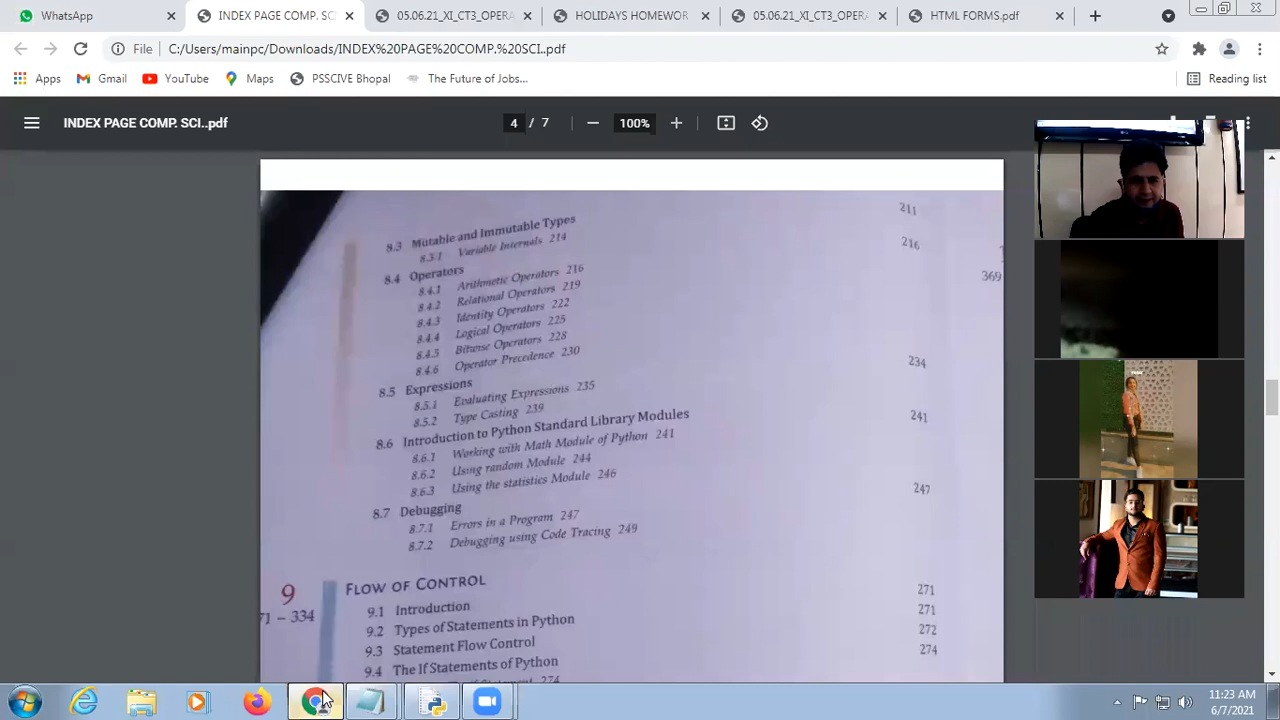 WhatsApp
INDEX PAGE COMP. SCI
05.06.21_XI_CT3_OPERA
HOLIDAYS HOMEWOR
05.06.21_XI_CT3_OPERA
HTML FORMS.pdf
File C:/Users/mainpc/Downloads/INDEX%20PAGE%20COMP.%20SCI..pdf
Apps
Gmail
YouTube
Maps
PSSCIVE Bhopal
The Future of Jobs...
Reading list
INDEX PAGE COMP. SCI..pdf
4 / 7
100%
8.3 Mutable and Immutable Types 211
8.3.1 Variable Internals 214
8.4 Operators 216
8.4.1 Arithmetic Operators 216
8.4.2 Relational Operators 219
8.4.3 Identity Operators 222
8.4.4 Logical Operators 225
8.4.5 Bitwise Operators 228
8.4.6 Operator Precedence 230
369
8.5 Expressions 234
8.5.1 Evaluating Expressions 235
8.5.2 Type Casting 239
8.6 Introduction to Python Standard Library Modules 241
8.6.1 Working with Math Module of Python 241
8.6.2 Using random Module 244
8.6.3 Using the statistics Module 246
8.7 Debugging 247
8.7.1 Errors in a Program 247
8.7.2 Debugging using Code Tracing 249
9 FLOW OF CONTROL
71 – 334
9.1 Introduction 271
9.2 Types of Statements in Python 271
9.3 Statement Flow Control 272
9.4 The If Statements of Python 274
11:23 AM
6/7/2021